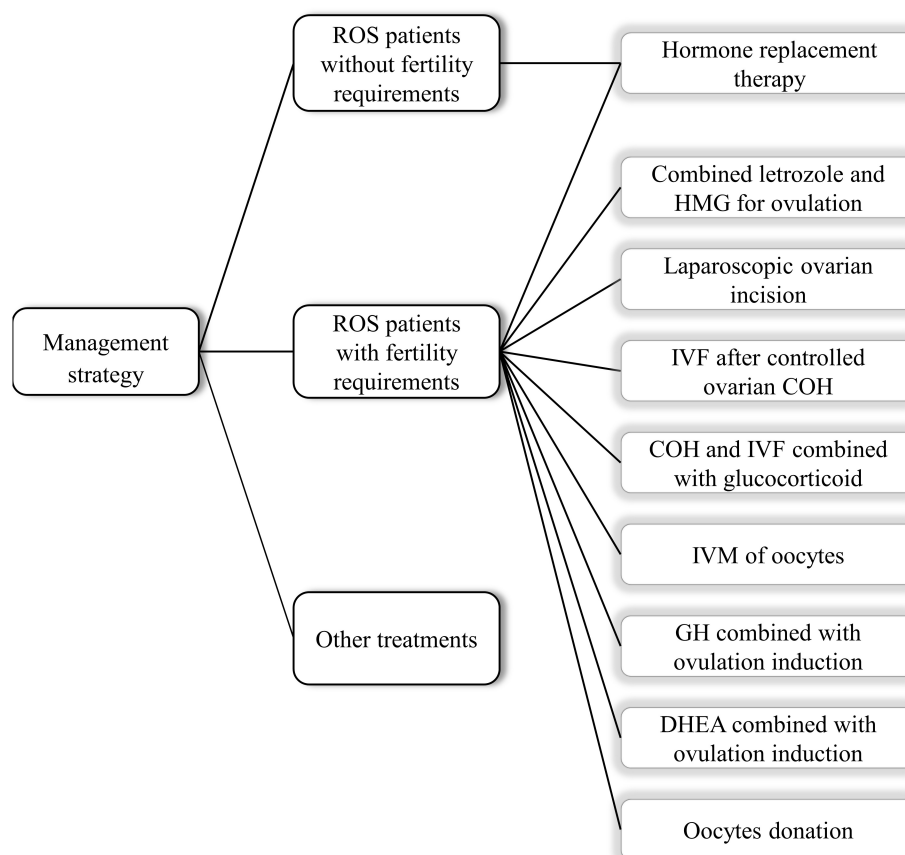 ROS patients
without fertility
requirements
Hormone replacement
therapy
Combined letrozole and
HMG for ovulation
Laparoscopic ovarian
incision
Management
strategy
ROS patients
with fertility
requirements
IVF after controlled
ovarian COH
COH and IVF combined
with glucocorticoid
IVM of oocytes
Other treatments
GH combined with
ovulation induction
DHEA combined with
ovulation induction
Oocytes donation